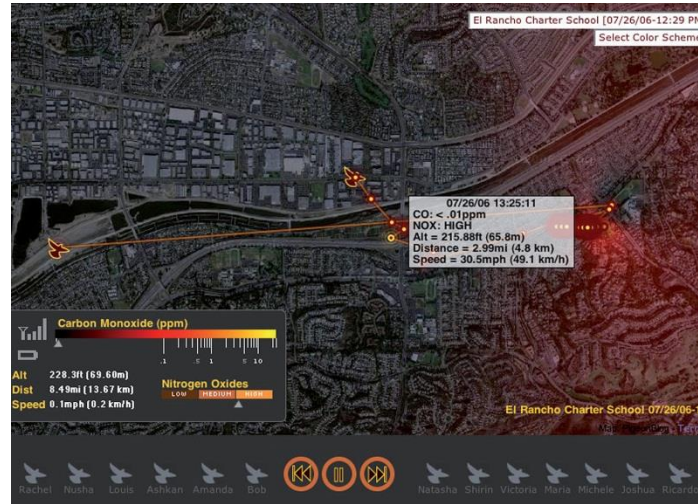 El Rancho Charter School [07/26/06-12:29 PM
Select Color Scheme
07/26/06 13:25:11
CO: < .01ppm
NOX: HIGH
Alt = 215.88ft (65.8m)
Distance = 2.99mi (4.8 km)
Speed = 30.5mph (49.1 km/h)
Carbon Monoxide (ppm)
.1 .5 1 5 10
Alt 228.3ft (69.60m)
Dist 8.49mi (13.67 km)
Speed 0.1mph (0.2 km/h)
Nitrogen Oxides
LOW MEDIUM HIGH
El Rancho Charter School 07/26/06-1
Rachel Nusha Louis Ashkan Amanda Bob Natasha Shirin Victoria Maria Michele Joshua Ricardo